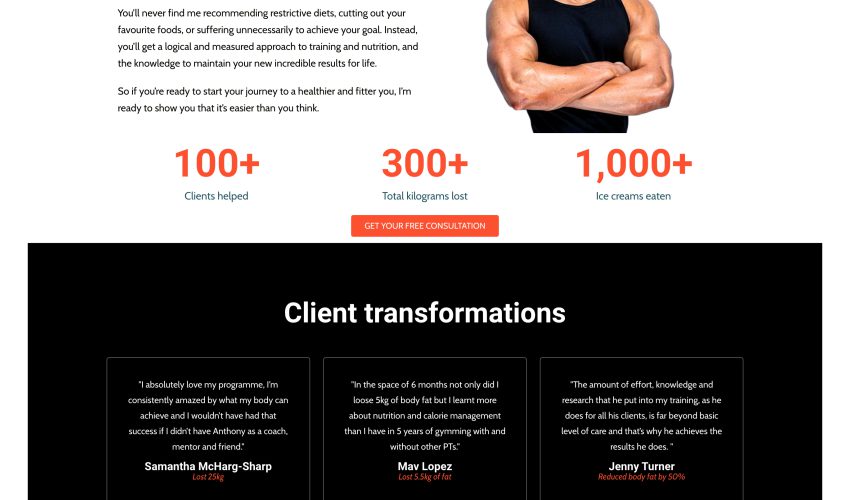 You'll never find me recommending restrictive diets, cutting out your
favourite foods, or suffering unnecessarily to achieve your goal. Instead,
you'll get a logical and measured approach to training and nutrition, and
the knowledge to maintain your new incredible results for life.
So if you're ready to start your journey to a healthier and fitter you, I'm
ready to show you that it's easier than you think.
100+
Clients helped
300+
Total kilograms lost
1,000+
Ice creams eaten
GET YOUR FREE CONSULTATION
Client transformations
"I absolutely love my programme, I'm
consistently amazed by what my body can
achieve and I wouldn't have had that
success if I didn't have Anthony as a coach,
mentor and friend."
Samantha McHarg-Sharp
Lost 25kg
"In the space of 6 months not only did I
loose 5kg of body fat but I learnt more
about nutrition and calorie management
than I have in 5 years of gymming with and
without other PTs."
Mav Lopez
Lost 5.5kg of fat
"The amount of effort, knowledge and
research that he put into my training, as he
does for all his clients, is far beyond basic
level of care and that's why he achieves the
results he does. "
Jenny Turner
Reduced body fat by 50%